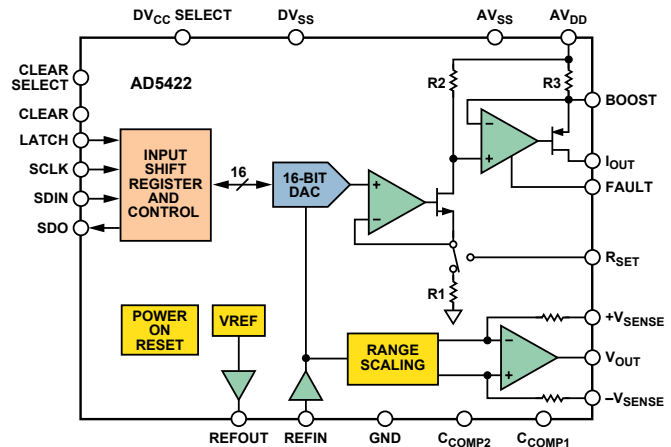 DVCC SELECT
DVSS
AVSS
AVDD
CLEAR
SELECT
AD5422
R2
R3
BOOST
CLEAR
LATCH
SCLK
SDIN
SDO
INPUT
SHIFT
REGISTER
AND
CONTROL
16
16-BIT
DAC
+
−
−
+
IOUT
FAULT
RSET
R1
POWER
ON
RESET
VREF
RANGE
SCALING
−
+
+VSENSE
VOUT
−VSENSE
REFOUT
REFIN
GND
CCOMP2
CCOMP1